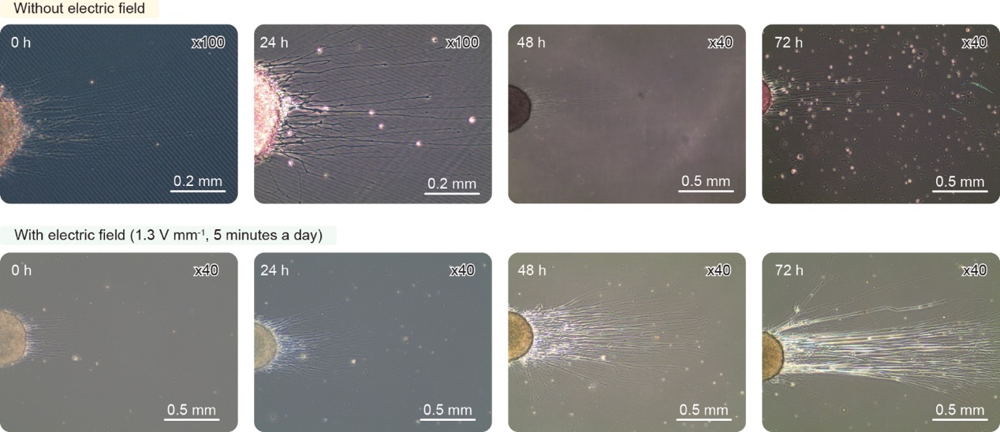 Without electric field
0 h x100
0.2 mm
24 h x100
0.2 mm
48 h x40
0.5 mm
72 h x40
0.5 mm
With electric field (1.3 V mm⁻¹, 5 minutes a day)
0 h x40
0.5 mm
24 h x40
0.5 mm
48 h x40
0.5 mm
72 h x40
0.5 mm